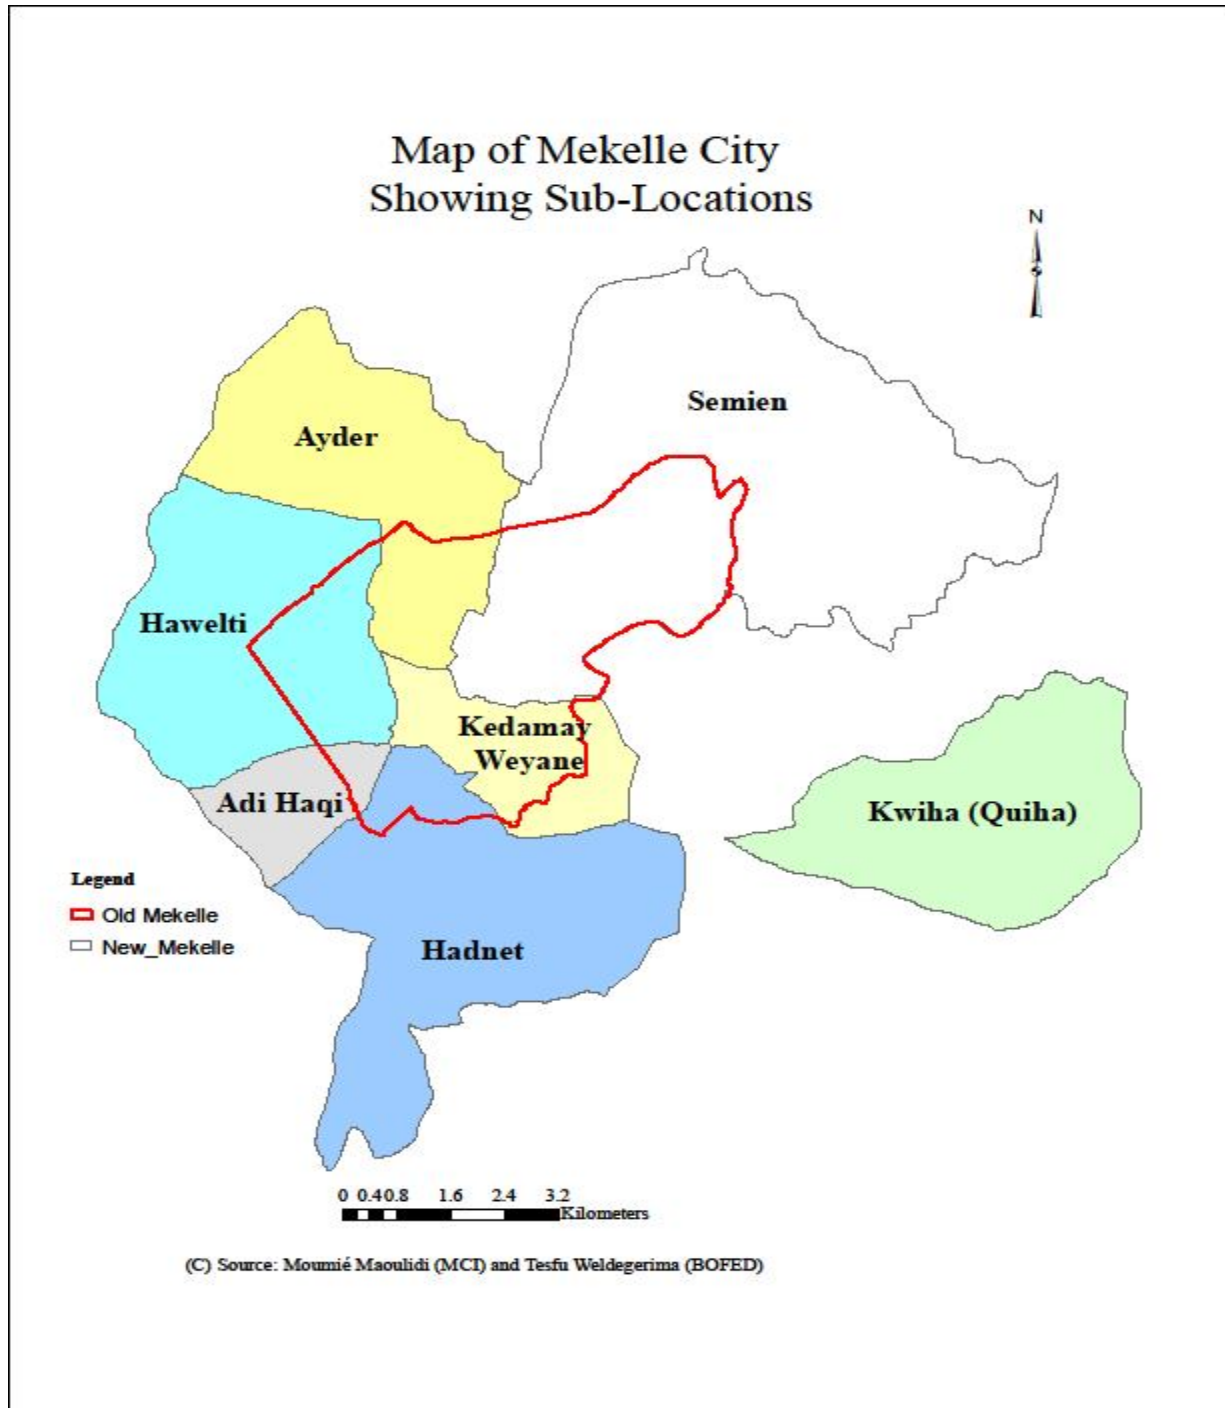 Map of Mekelle City
Showing Sub-Locations
N
Semien
Ayder
Hawelti
Kedamay
Weyane
Adi Haqi
Kwiha (Quiha)
Legend
Old Mekelle
New_Mekelle
Hadnet
0 0.4 0.8 1.6 2.4 3.2
Kilometers
(C) Source: Moumié Maoulidi (MCI) and Tesfu Weldegerima (BOFED)